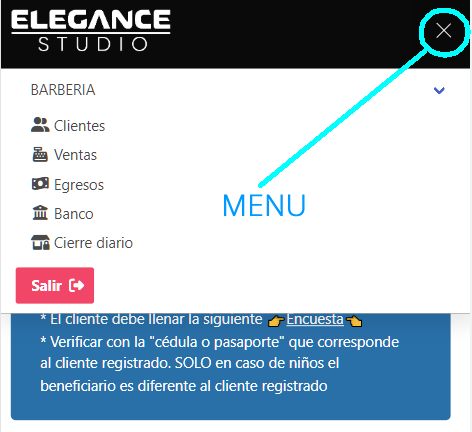 ELEGANCE
STUDIO
BARBERIA
Clientes
Ventas
Egresos
Banco
Cierre diario
MENU
Salir
* El cliente debe llenar la siguiente 👉Encuesta👈
* Verificar con la "cédula o pasaporte" que corresponde
al cliente registrado. SOLO en caso de niños el
beneficiario es diferente al cliente registrado